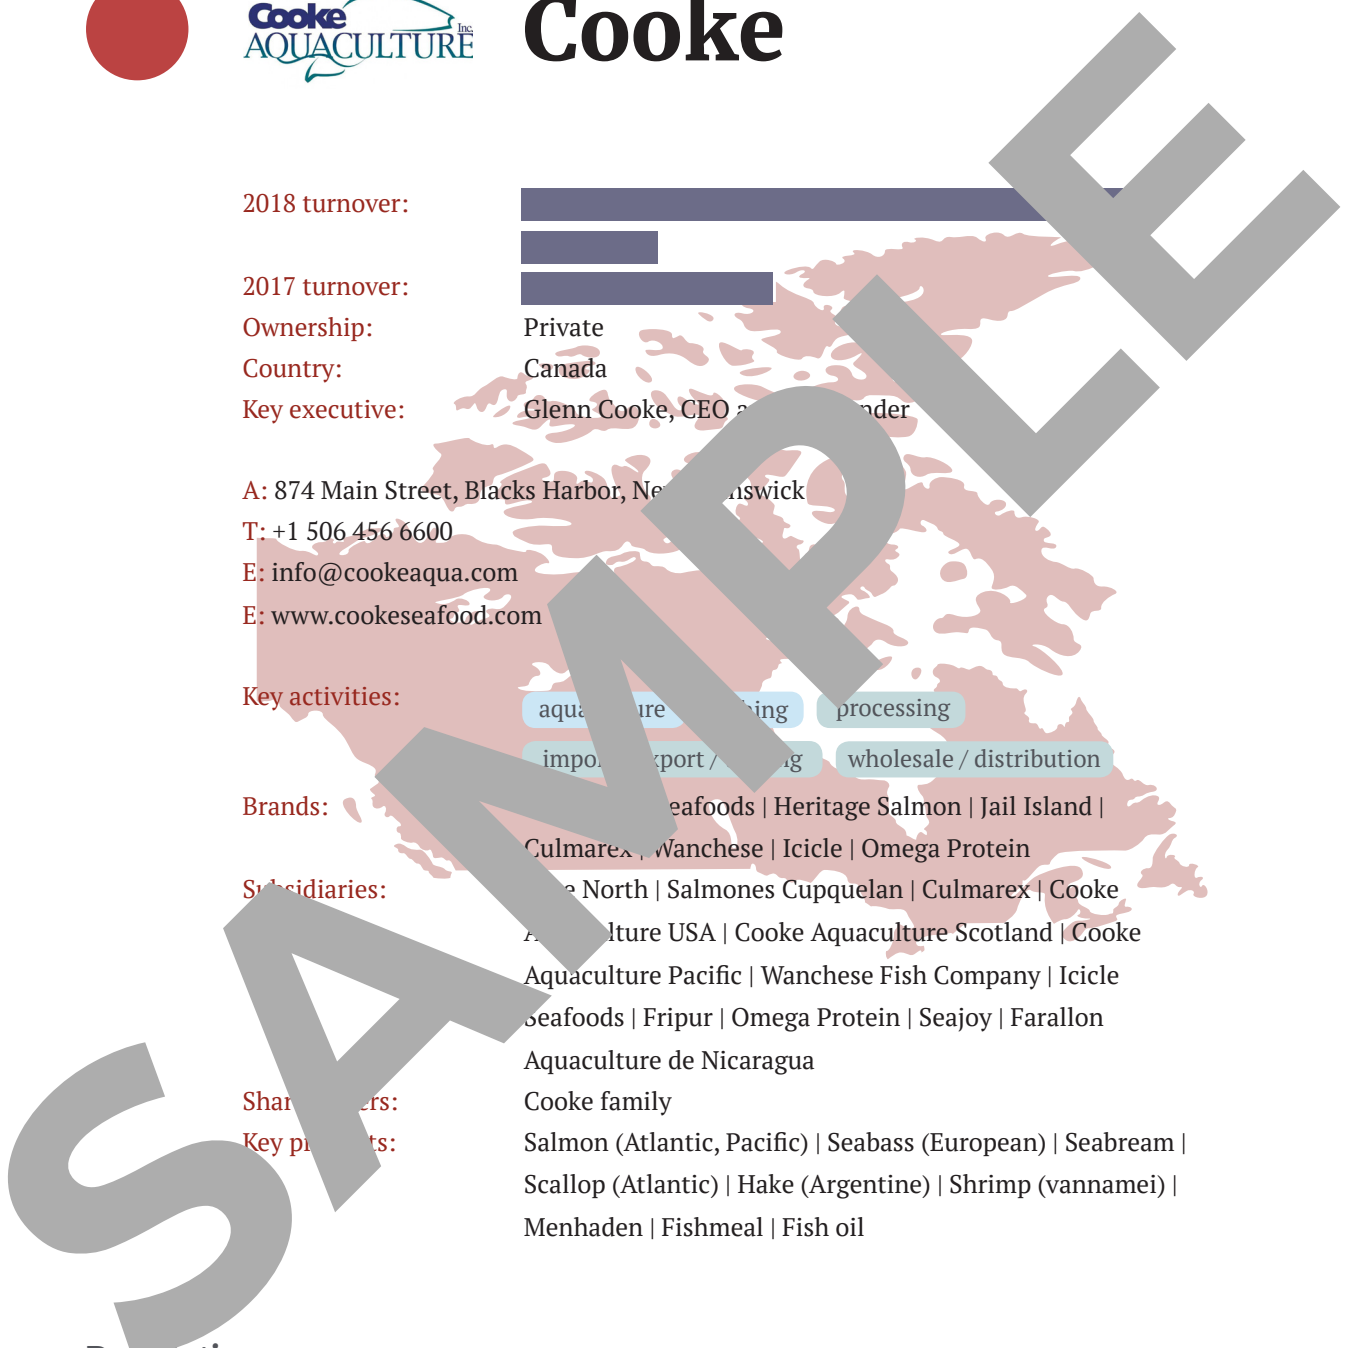 Cooke
AQUACULTURE Inc.
Cooke
2018 turnover:
2017 turnover:
Ownership: Private
Country: Canada
Key executive: Glenn Cooke, CEO
A: 874 Main Street, Blacks Harbor,
T: +1 506 456 6600
E: info@cookeaqua.com
E: www.cookeseafood.com
Key activities:
processing
wholesale / distribution
Brands: | Heritage Salmon | Jail Island |
Culmarex | Wanchese | Icicle | Omega Protein
Subsidiaries: North | Salmones Cupquelan | Culmarex | Cooke
USA | Cooke Aquaculture Scotland | Cooke
Aquaculture Pacific | Wanchese Fish Company | Icicle
Seafoods | Fripur | Omega Protein | Seajoy | Farallon
Aquaculture de Nicaragua
Cooke family
Key Salmon (Atlantic, Pacific) | Seabass (European) | Seabream |
Scallop (Atlantic) | Hake (Argentine) | Shrimp (vannamei) |
Menhaden | Fishmeal | Fish oil
SAMPLE